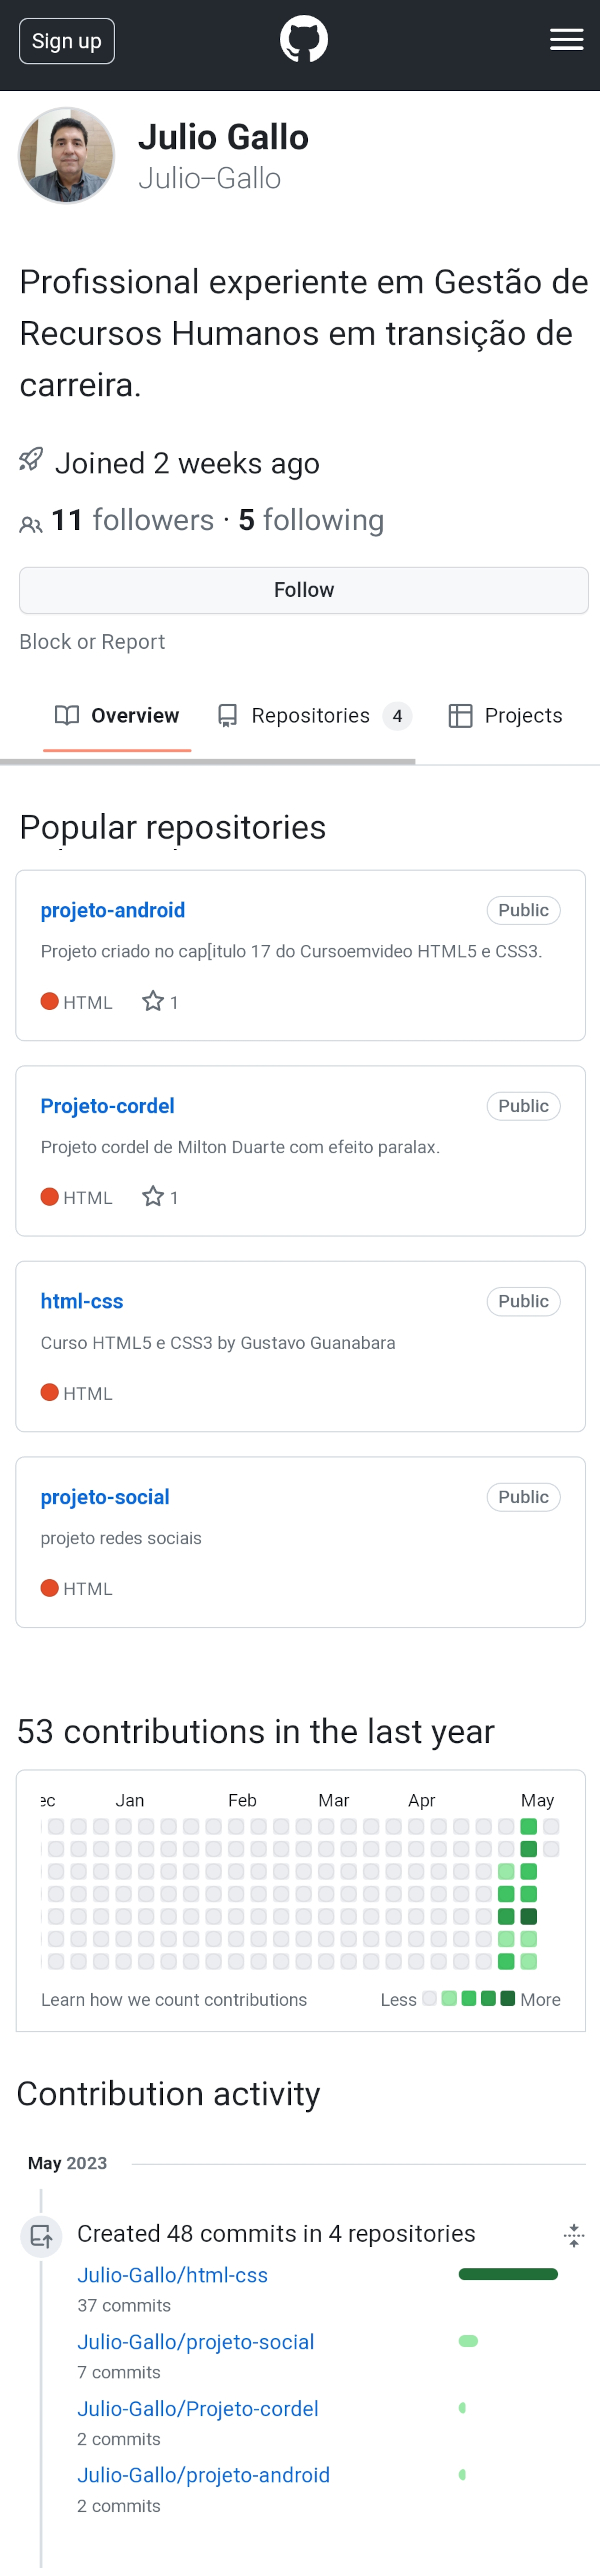 Sign up
Julio Gallo
Julio–Gallo
Profissional experiente em Gestão de
Recursos Humanos em transição de
carreira.
Joined 2 weeks ago
11 followers · 5 following
Follow
Block or Report
Overview
Repositories 4
Projects
Popular repositories
projeto-android
Public
Projeto criado no cap[itulo 17 do Cursoemvideo HTML5 e CSS3.
HTML 1
Projeto-cordel
Public
Projeto cordel de Milton Duarte com efeito paralax.
HTML 1
html-css
Public
Curso HTML5 e CSS3 by Gustavo Guanabara
HTML
projeto-social
Public
projeto redes sociais
HTML
53 contributions in the last year
ec Jan Feb Mar Apr May
Learn how we count contributions
Less More
Contribution activity
May 2023
Created 48 commits in 4 repositories
Julio-Gallo/html-css
37 commits
Julio-Gallo/projeto-social
7 commits
Julio-Gallo/Projeto-cordel
2 commits
Julio-Gallo/projeto-android
2 commits